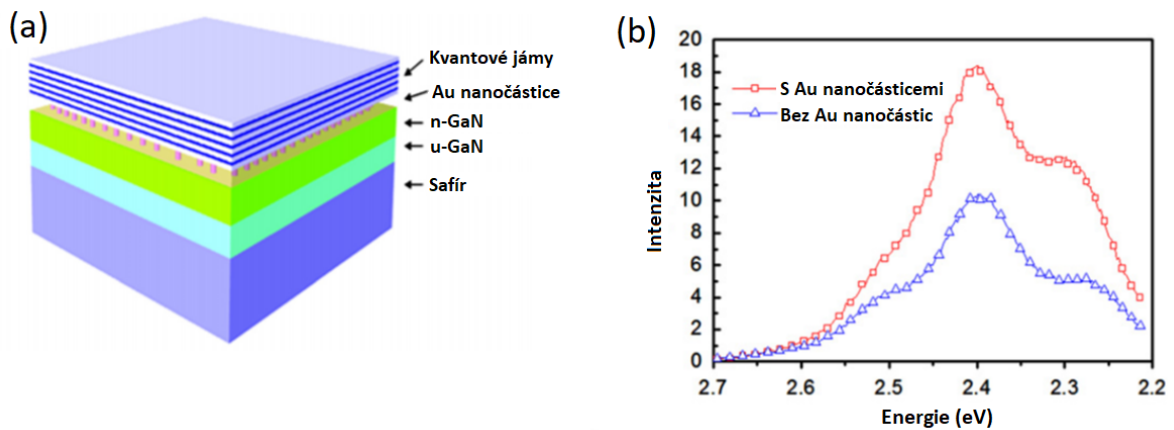 (a)
Kvantové jámy
Au nanočástice
n-GaN
u-GaN
Safír
(b)
20
18
16
14
12
10
8
6
4
2
0
Intenzita
S Au nanočásticemi
Bez Au nanočástic
2.7
2.6
2.5
2.4
2.3
2.2
Energie (eV)